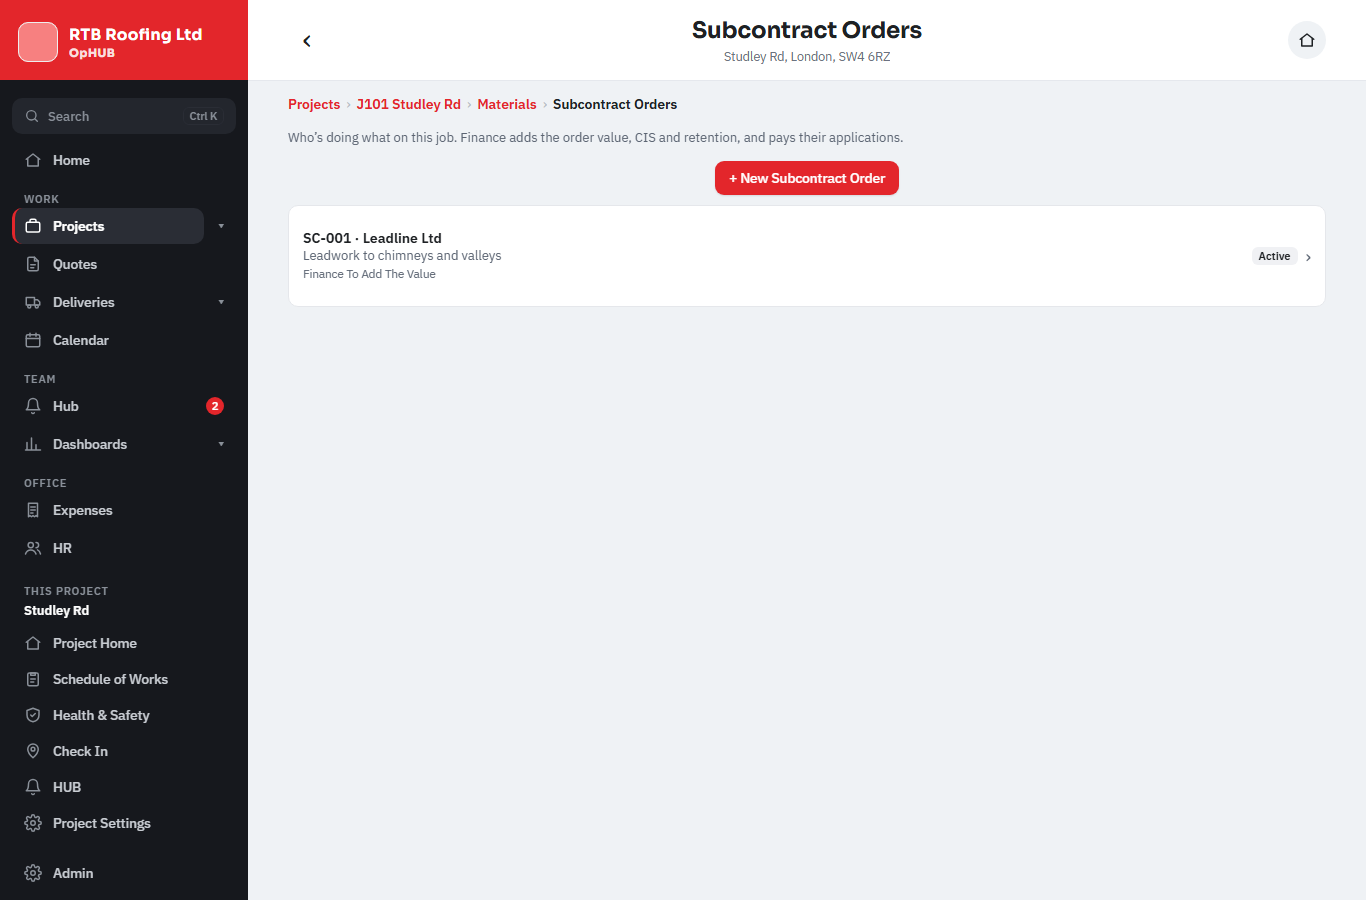 RTB Roofing Ltd
OpHUB
Search
Ctrl K
Home
WORK
Projects
Quotes
Deliveries
Calendar
TEAM
Hub
2
Dashboards
OFFICE
Expenses
HR
THIS PROJECT
Studley Rd
Project Home
Schedule of Works
Health & Safety
Check In
HUB
Project Settings
Admin
Subcontract Orders
Studley Rd, London, SW4 6RZ
Projects › J101 Studley Rd › Materials › Subcontract Orders
Who's doing what on this job. Finance adds the order value, CIS and retention, and pays their applications.
+ New Subcontract Order
SC-001 · Leadline Ltd
Leadwork to chimneys and valleys
Finance To Add The Value
Active ›